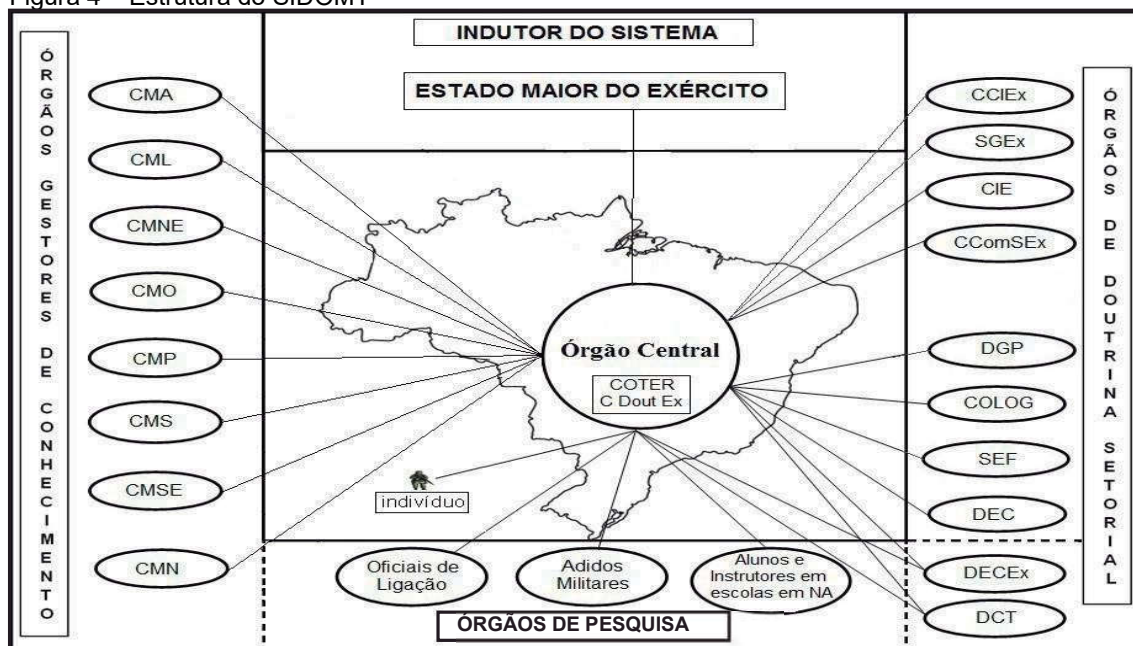 Figura 4 – Estrutura do SIDOMT
INDUTOR DO SISTEMA
ESTADO MAIOR DO EXÉRCITO
ÓRGÃOS GESTORES DE CONHECIMENTO
CMA
CML
CMNE
CMO
CMP
CMS
CMSE
CMN
Órgão Central
COTER
C Dout Ex
indivíduo
Oficiais de
Ligação
Adidos
Militares
Alunos e
Instrutores em
escolas em NA
ÓRGÃOS DE PESQUISA
CCIEx
SGEx
CIE
CComSEx
DGP
COLOG
SEF
DEC
DECEx
DCT
ÓRGÃOS DE DOUTRINA SETORIAL